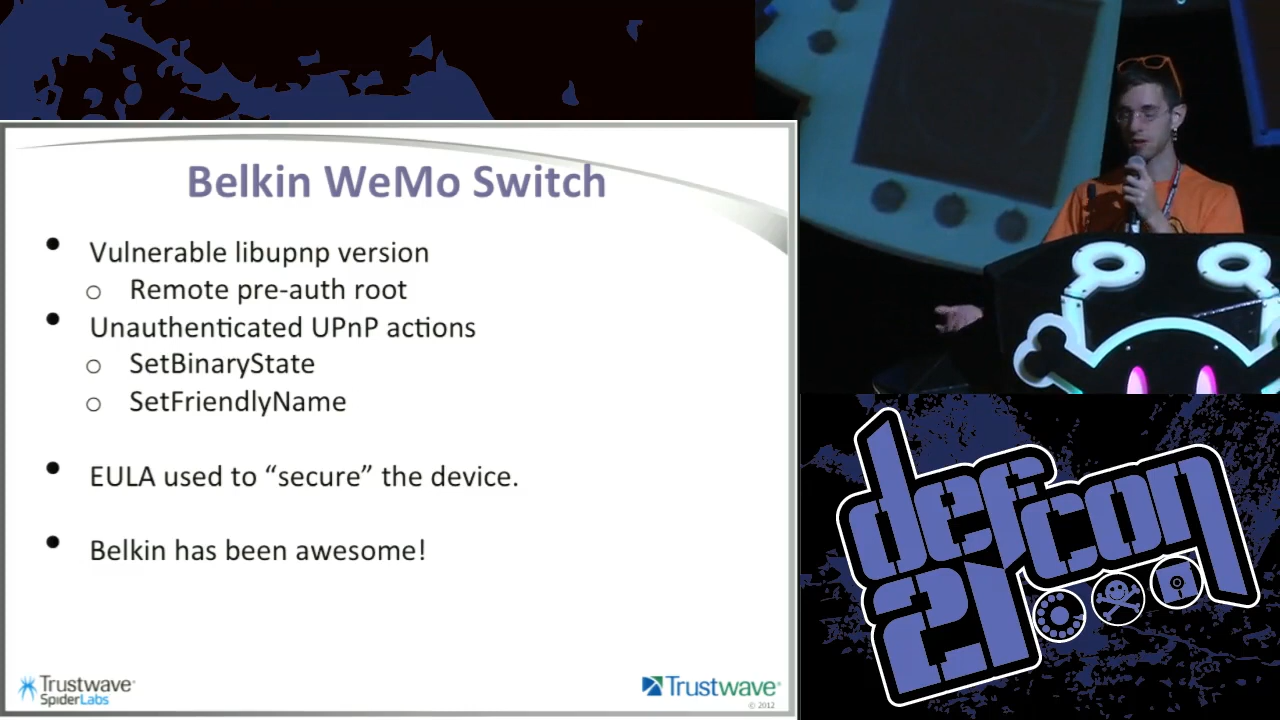 Belkin WeMo Switch
• Vulnerable libupnp version
o Remote pre-auth root
• Unauthenticated UPnP actions
o SetBinaryState
o SetFriendlyName
• EULA used to “secure” the device.
• Belkin has been awesome!
Trustwave®
SpiderLabs
Trustwave®
© 2012
defcon
21